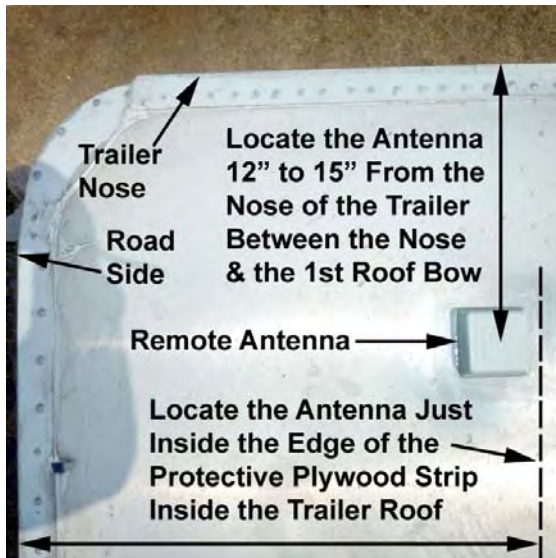 Trailer
Nose
Locate the Antenna
12” to 15” From the
Nose of the Trailer
Between the Nose
& the 1st Roof Bow
Road
Side
Remote Antenna
Locate the Antenna Just
Inside the Edge of the
Protective Plywood Strip
Inside the Trailer Roof